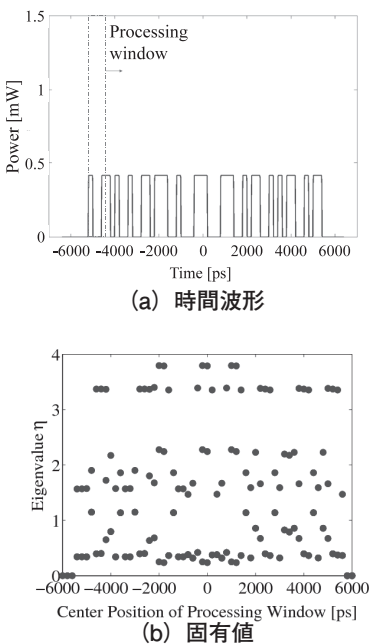 1.5
Processing
window
1
Power [mW]
0.5
0
-6000 -4000 -2000 0 2000 4000 6000
Time [ps]
(a) 時間波形
4
3
Eigenvalue η
2
1
0
-6000 -4000 -2000 0 2000 4000 6000
Center Position of Processing Window [ps]
(b) 固有値